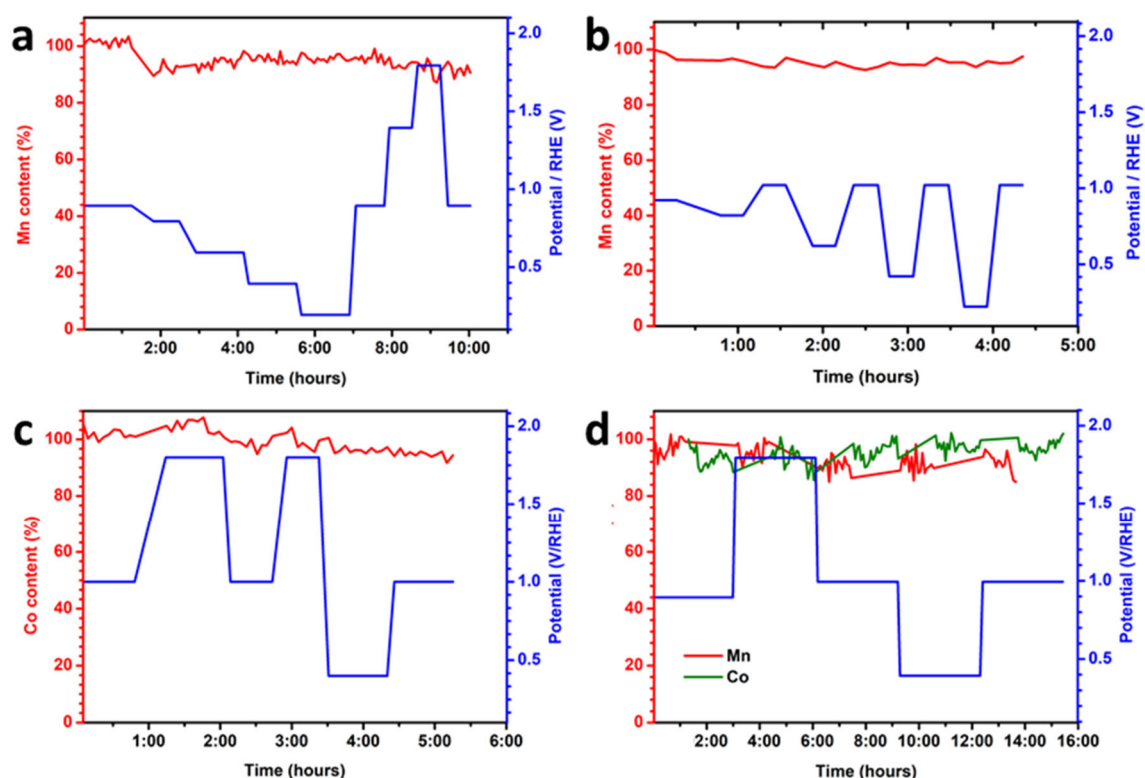 a
100
80
60
40
20
0
Mn content (%)
2:00 4:00 6:00 8:00 10:00
Time (hours)
2.0
1.5
1.0
0.5
Potential / RHE (V)
b
100
80
60
40
20
0
Mn content (%)
1:00 2:00 3:00 4:00 5:00
Time (hours)
2.0
1.5
1.0
0.5
Potential / RHE (V)
c
100
80
60
40
20
0
Co content (%)
1:00 2:00 3:00 4:00 5:00 6:00
Time (hours)
2.0
1.5
1.0
0.5
Potential (V/RHE)
d
100
80
60
40
20
0
Mn
Co
2:00 4:00 6:00 8:00 10:00 12:00 14:00 16:00
Time (hours)
2.0
1.5
1.0
0.5
Potential (V/RHE)